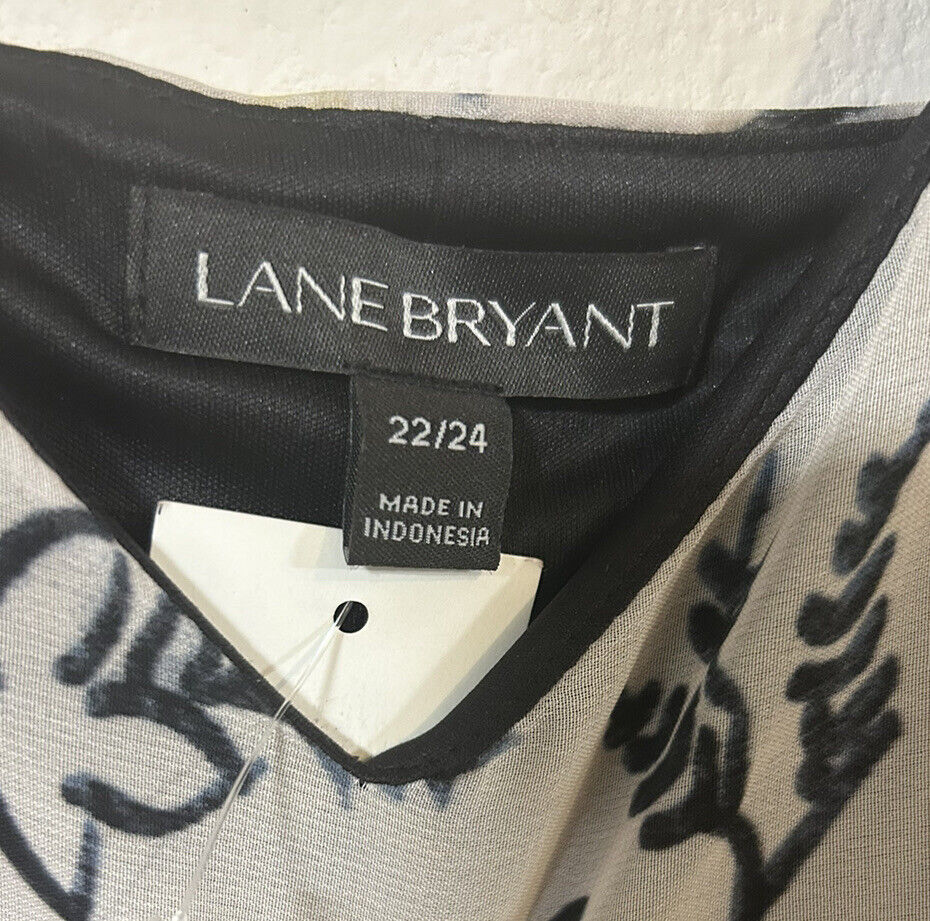 LANE BRYANT
22/24
MADE IN
INDONESIA